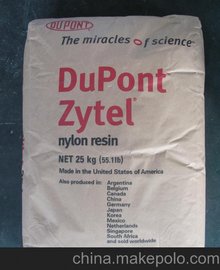 DUPONT
The miracles of science
DuPont
Zytel®
nylon resin
NET 25 kg (55.1lb)
Made in the United States of America
Also produced in: Argentina
Belgium
Canada
China
Germany
Japan
Korea
Mexico
Netherlands
Singapore
South Africa
and sold worldwide
china.makepolo.com